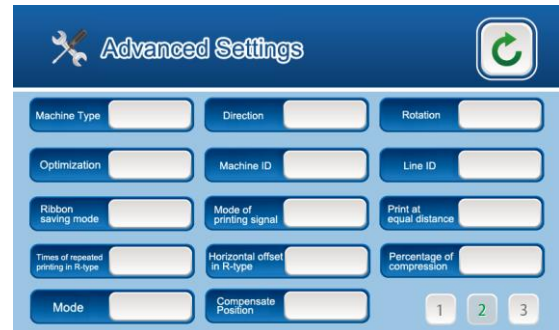 Advanced Settings
Machine Type
Direction
Rotation
Optimization
Machine ID
Line ID
Ribbon
saving mode
Mode of
printing signal
Print at
equal distance
Times of repeated
printing in R-type
Horizontal offset
in R-type
Percentage of
compression
Mode
Compensate
Position
1 2 3